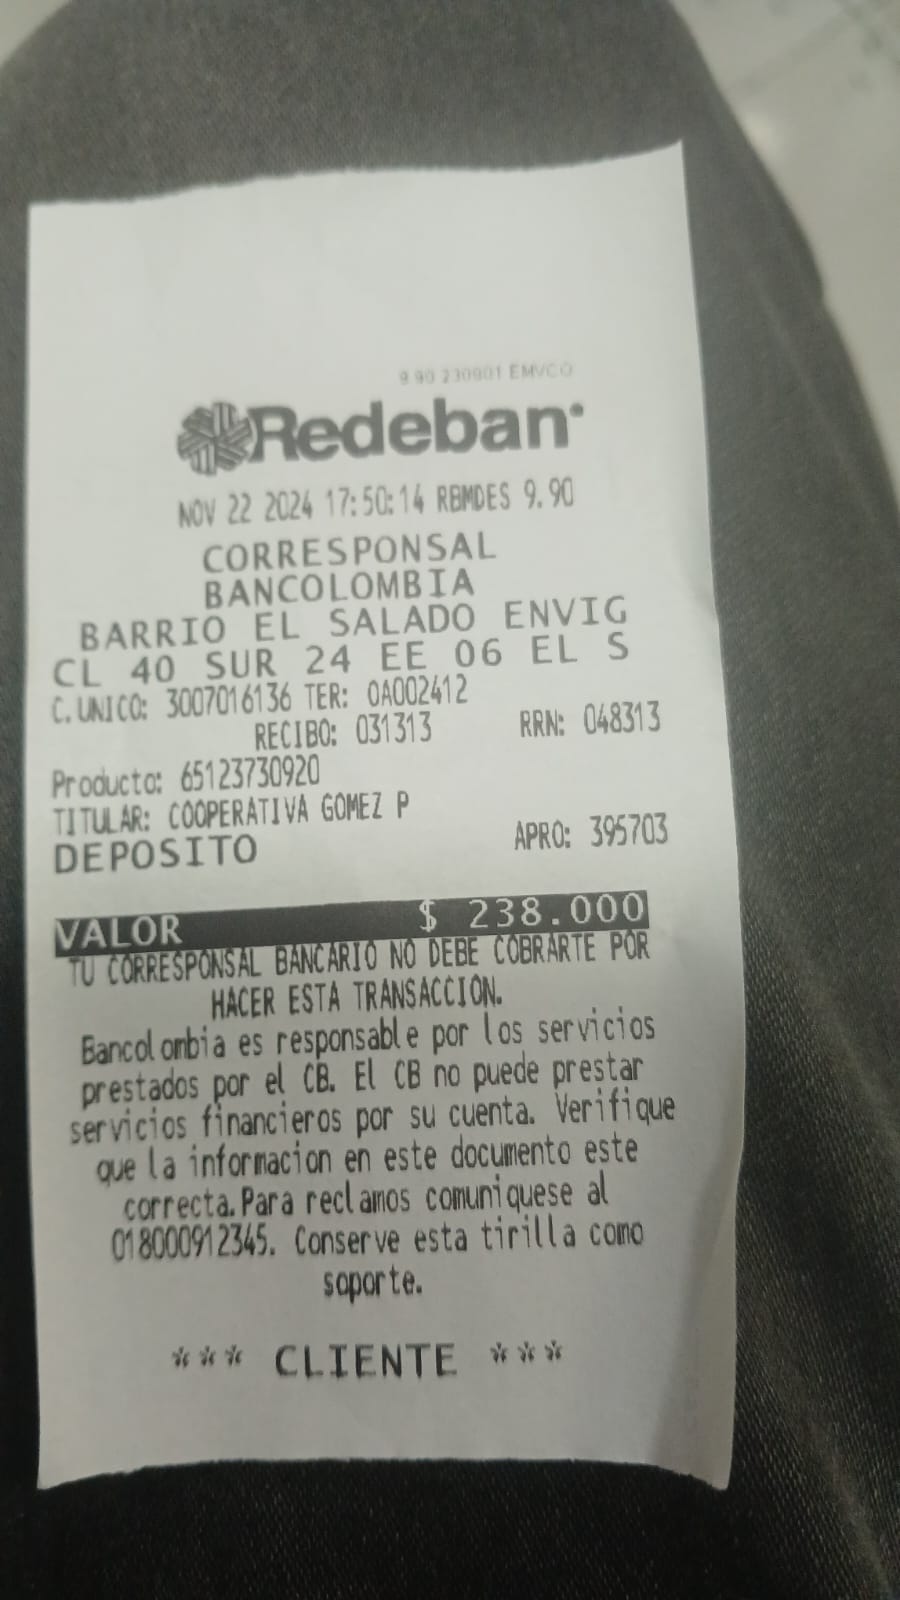 9.90 230901 EMVCO
Redeban
NOV 22 2024 17:50:14 RBMDES 9.90
CORRESPONSAL
BANCOLOMBIA
BARRIO EL SALADO ENVIG
CL 40 SUR 24 EE 06 EL S
C.UNICO: 3007016136 TER: 0A002412
RECIBO: 031313 RRN: 048313
Producto: 65123730920
TITULAR: COOPERATIVA GOMEZ P
DEPOSITO APRO: 395703
VALOR $ 238.000
TU CORRESPONSAL BANCARIO NO DEBE COBRARTE POR
HACER ESTA TRANSACCION.
Bancolombia es responsable por los servicios
prestados por el CB. El CB no puede prestar
servicios financieros por su cuenta. Verifique
que la informacion en este documento este
correcta.Para reclamos comuniquese al
018000912345. Conserve esta tirilla como
soporte.
*** CLIENTE ***